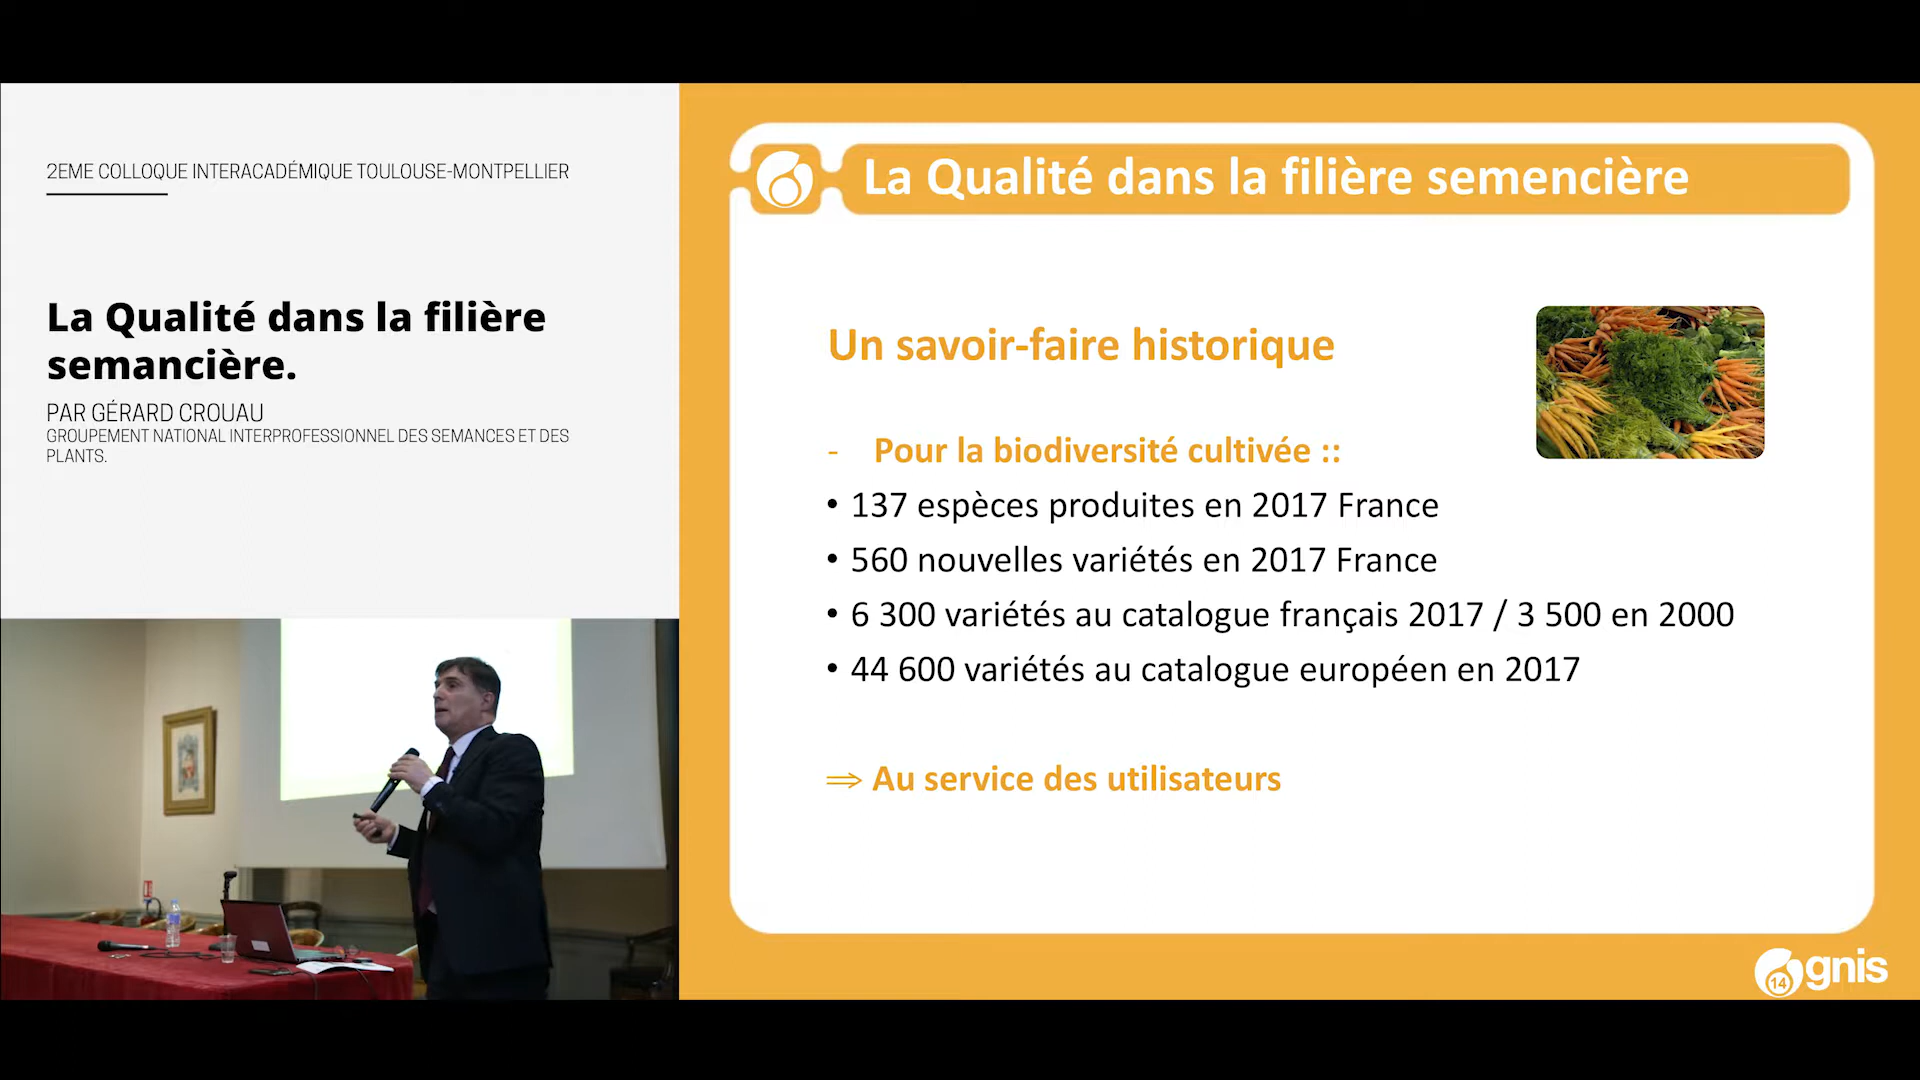 2EME COLLOQUE INTERACADÉMIQUE TOULOUSE-MONTPELLIER
La Qualité dans la filière
semancière.
PAR GÉRARD CROUAU
GROUPEMENT NATIONAL INTERPROFESSIONNEL DES SEMANCES ET DES
PLANTS.
La Qualité dans la filière semencière
Un savoir-faire historique
- Pour la biodiversité cultivée ::
• 137 espèces produites en 2017 France
• 560 nouvelles variétés en 2017 France
• 6 300 variétés au catalogue français 2017 / 3 500 en 2000
• 44 600 variétés au catalogue européen en 2017
⇒ Au service des utilisateurs
14
gnis